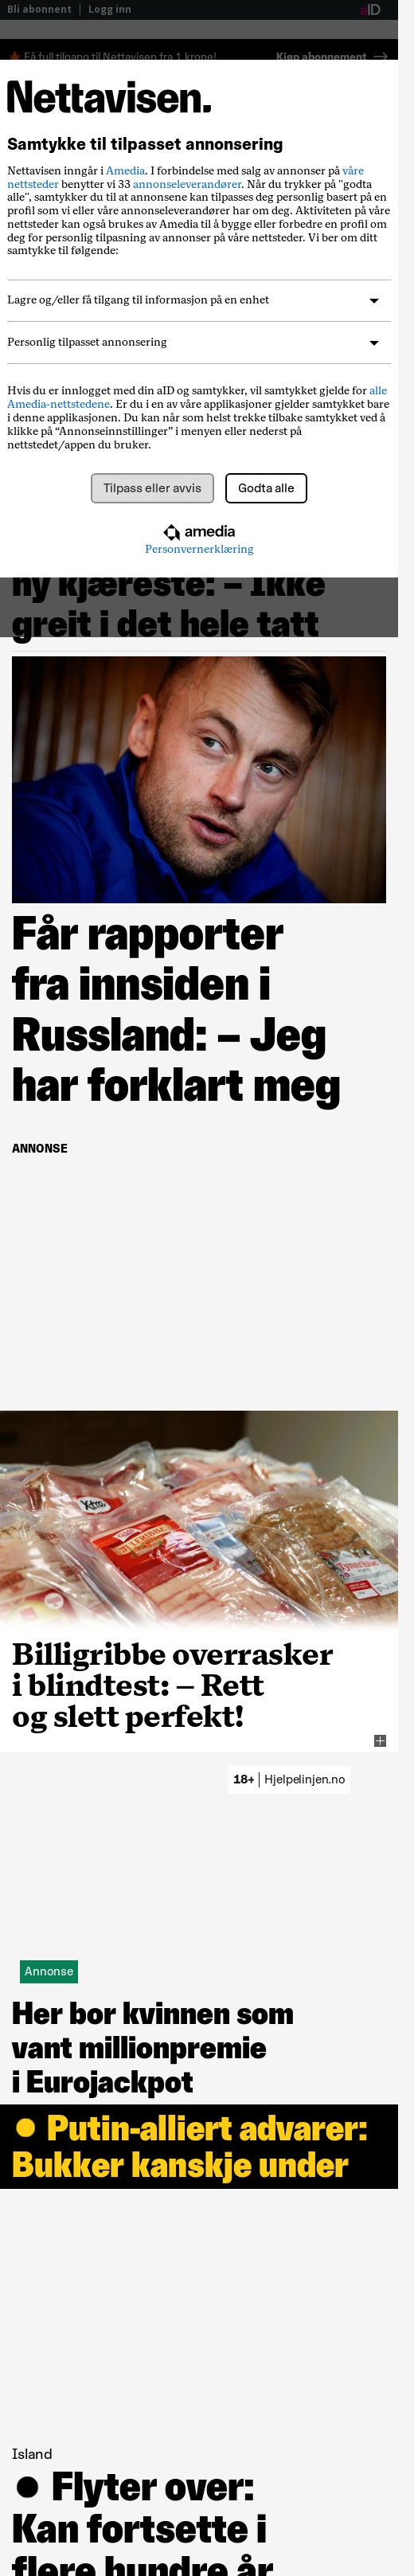 Bli abonnent | Logg inn
aID
Få full tilgang til Nettavisen fra 1 krone!
Kjøp abonnement →
Nettavisen.
Samtykke til tilpasset annonsering
Nettavisen inngår i Amedia. I forbindelse med salg av annonser på våre
nettsteder benytter vi 33 annonseleverandører. Når du trykker på "godta
alle", samtykker du til at annonsene kan tilpasses deg personlig basert på en
profil som vi eller våre annonseleverandører har om deg. Aktiviteten på våre
nettsteder kan også brukes av Amedia til å bygge eller forbedre en profil om
deg for personlig tilpasning av annonser på våre nettsteder. Vi ber om ditt
samtykke til følgende:
Lagre og/eller få tilgang til informasjon på en enhet
Personlig tilpasset annonsering
Hvis du er innlogget med din aID og samtykker, vil samtykket gjelde for alle
Amedia-nettstedene. Er du i en av våre applikasjoner gjelder samtykket bare
i denne applikasjonen. Du kan når som helst trekke tilbake samtykket ved å
klikke på “Annonseinnstillinger” i menyen eller nederst på
nettstedet/appen du bruker.
Tilpass eller avvis
Godta alle
amedia
Personvernerklæring
ny kjæreste: – Ikke
greit i det hele tatt
Får rapporter
fra innsiden i
Russland: – Jeg
har forklart meg
ANNONSE
Xtra
Billigribbe overrasker
i blindtest: – Rett
og slett perfekt!
18+ | Hjelpelinjen.no
Annonse
Her bor kvinnen som
vant millionpremie
i Eurojackpot
Putin-alliert advarer:
Bukker kanskje under
Island
Flyter over:
Kan fortsette i
flere hundre år